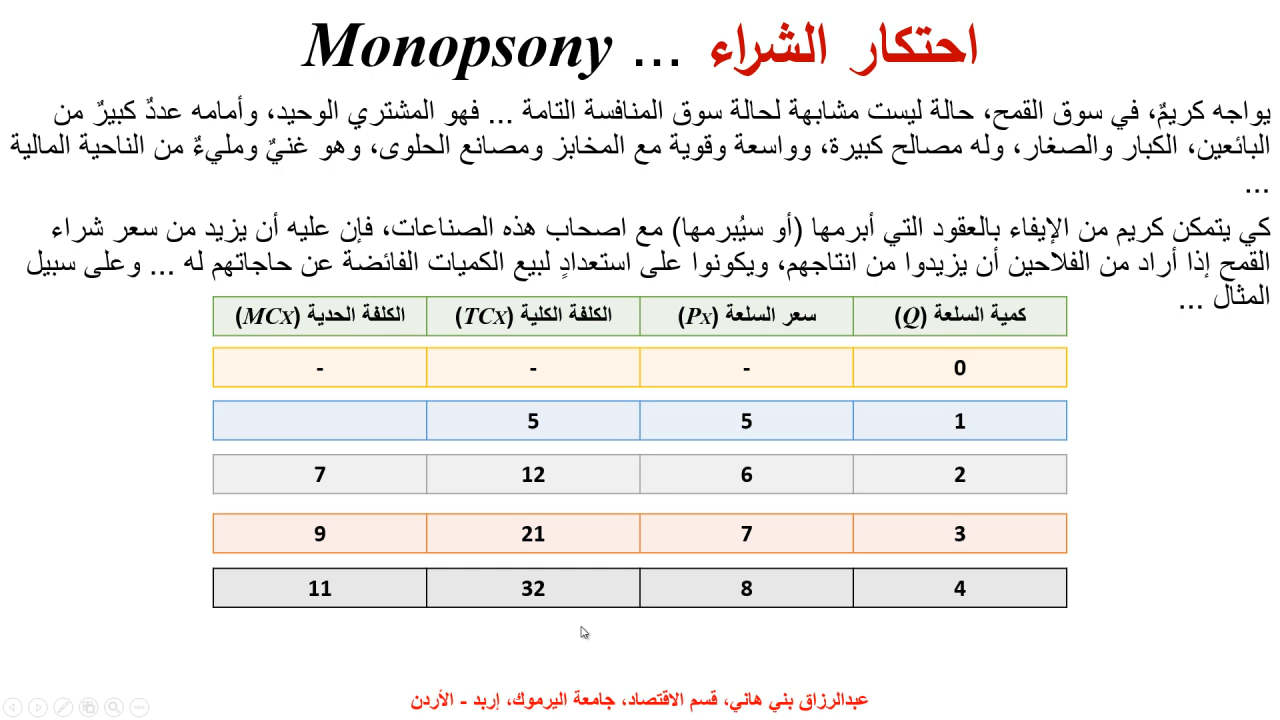 احتكار الشراء ... Monopsony
يواجه كريمٌ، في سوق القمح، حالة ليست مشابهة لحالة سوق المنافسة التامة ... فهو المشتري الوحيد، وأمامه عددٌ كبيرٌ من
البائعين، الكبار والصغار، وله مصالح كبيرة، وواسعة وقوية مع المخابز ومصانع الحلوى، وهو غنيٌ ومليءٌ من الناحية المالية
...
كي يتمكن كريم من الإيفاء بالعقود التي أبرمها (أو سيُبرمها) مع اصحاب هذه الصناعات، فإن عليه أن يزيد من سعر شراء
القمح إذا أراد من الفلاحين أن يزيدوا من انتاجهم، ويكونوا على استعدادٍ لبيع الكميات الفائضة عن حاجاتهم له ... وعلى سبيل
المثال ...
كمية السلعة (Q) سعر السلعة (PX) الكلفة الكلية (TCX) الكلفة الحدية (MCX)
0 - - -
1 5 5
2 6 12 7
3 7 21 9
4 8 32 11
عبدالرزاق بني هاني، قسم الاقتصاد، جامعة اليرموك، إربد - الأردن